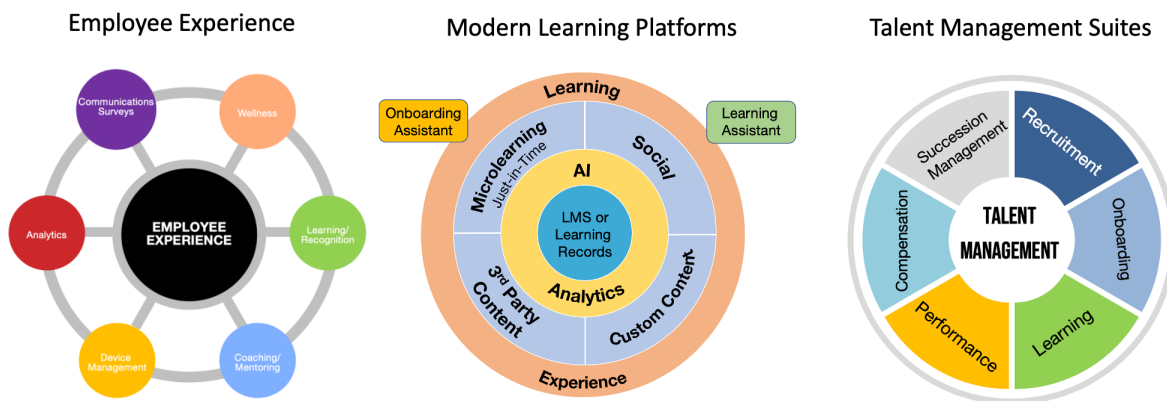 Employee Experience
Communications
Surveys
Wellness
Analytics
EMPLOYEE
EXPERIENCE
Learning/
Recognition
Device
Management
Coaching/
Mentoring
Modern Learning Platforms
Onboarding
Assistant
Learning
Assistant
Learning
Microlearning
Just-in-Time
Social
AI
LMS or
Learning
Records
Analytics
3rd Party
Content
Custom Content
Experience
Talent Management Suites
Succession
Management
Recruitment
Compensation
TALENT
MANAGEMENT
Onboarding
Performance
Learning